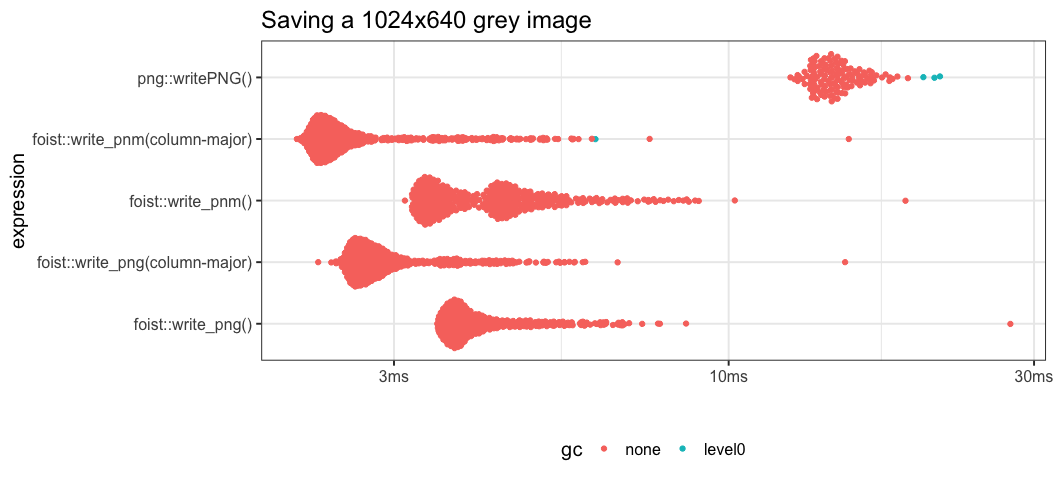 Saving a 1024x640 grey image
expression
png::writePNG()
foist::write_pnm(column-major)
foist::write_pnm()
foist::write_png(column-major)
foist::write_png()
3ms 10ms 30ms
gc none level0